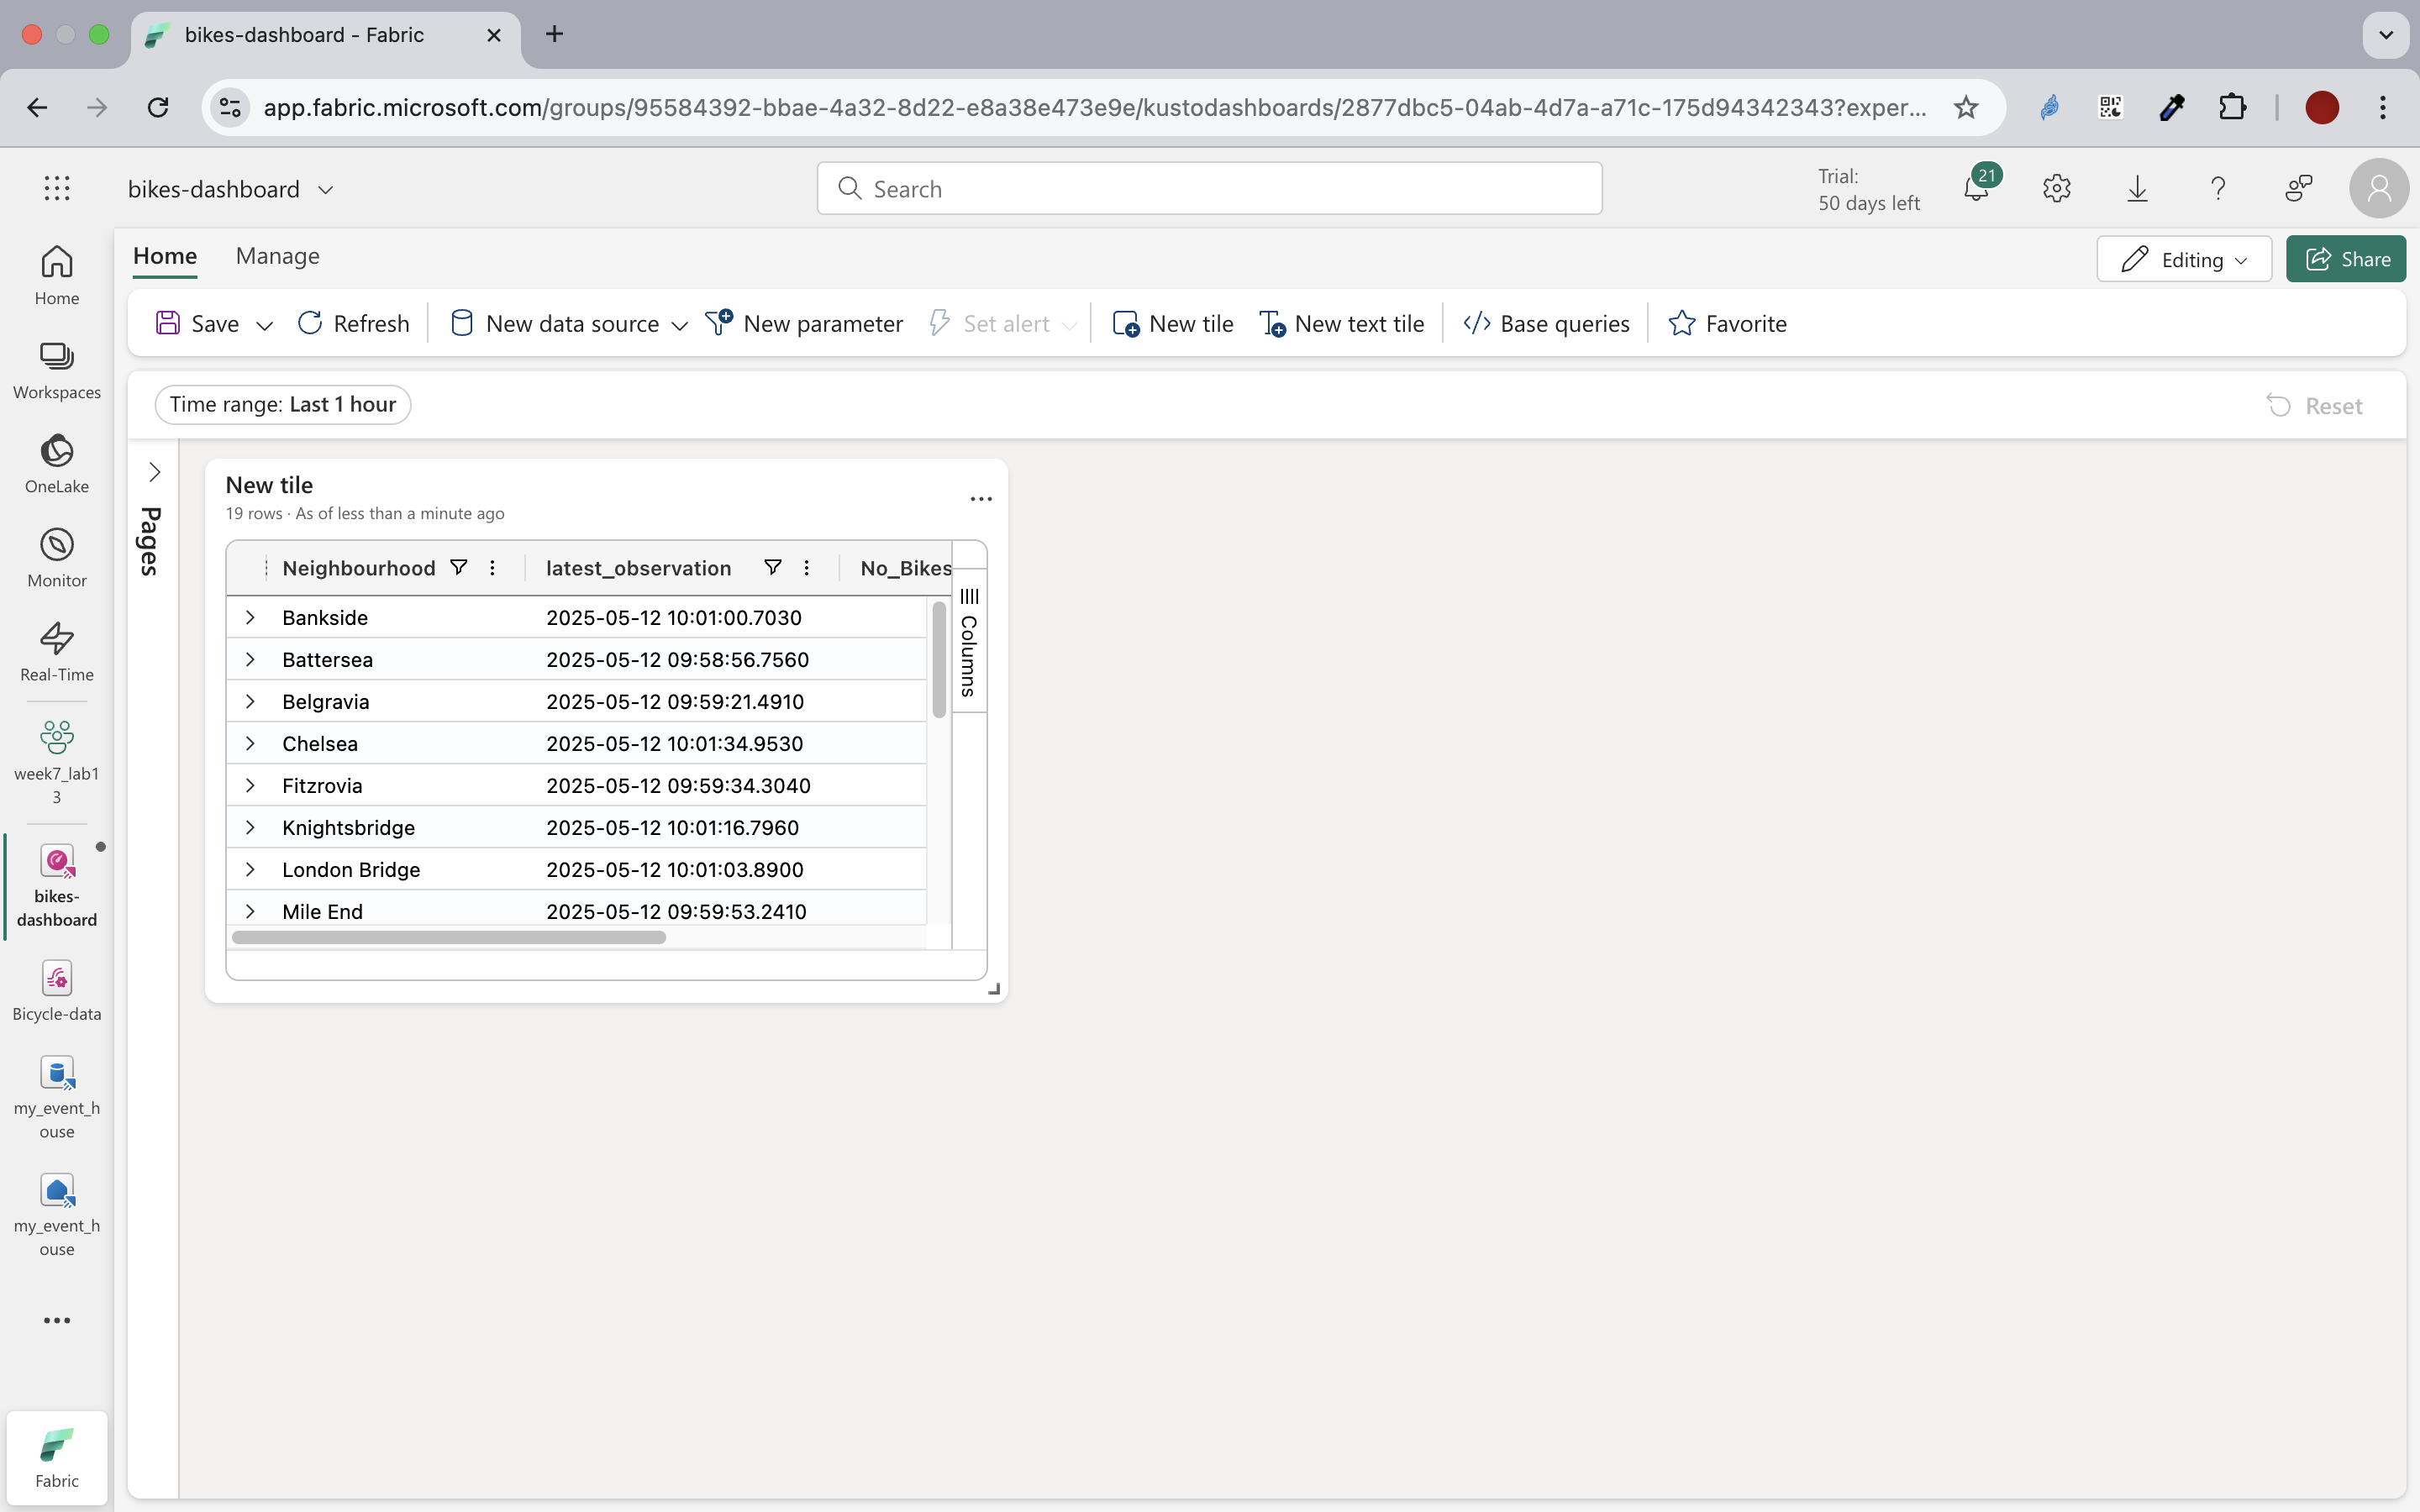 bikes-dashboard - Fabric
app.fabric.microsoft.com/groups/95584392-bbae-4a32-8d22-e8a38e473e9e/kustodashboards/2877dbc5-04ab-4d7a-a71c-175d94342343?exper...
bikes-dashboard
Search
Trial:
50 days left
21
Home
Manage
Editing
Share
Save
Refresh
New data source
New parameter
Set alert
New tile
New text tile
Base queries
Favorite
Time range: Last 1 hour
Reset
Home
Workspaces
OneLake
Monitor
Real-Time
week7_lab1
3
bikes-
dashboard
Bicycle-data
my_event_h
ouse
my_event_h
ouse
Fabric
Pages
New tile
19 rows · As of less than a minute ago
Neighbourhood latest_observation No_Bikes
Bankside 2025-05-12 10:01:00.7030
Battersea 2025-05-12 09:58:56.7560
Belgravia 2025-05-12 09:59:21.4910
Chelsea 2025-05-12 10:01:34.9530
Fitzrovia 2025-05-12 09:59:34.3040
Knightsbridge 2025-05-12 10:01:16.7960
London Bridge 2025-05-12 10:01:03.8900
Mile End 2025-05-12 09:59:53.2410
Columns